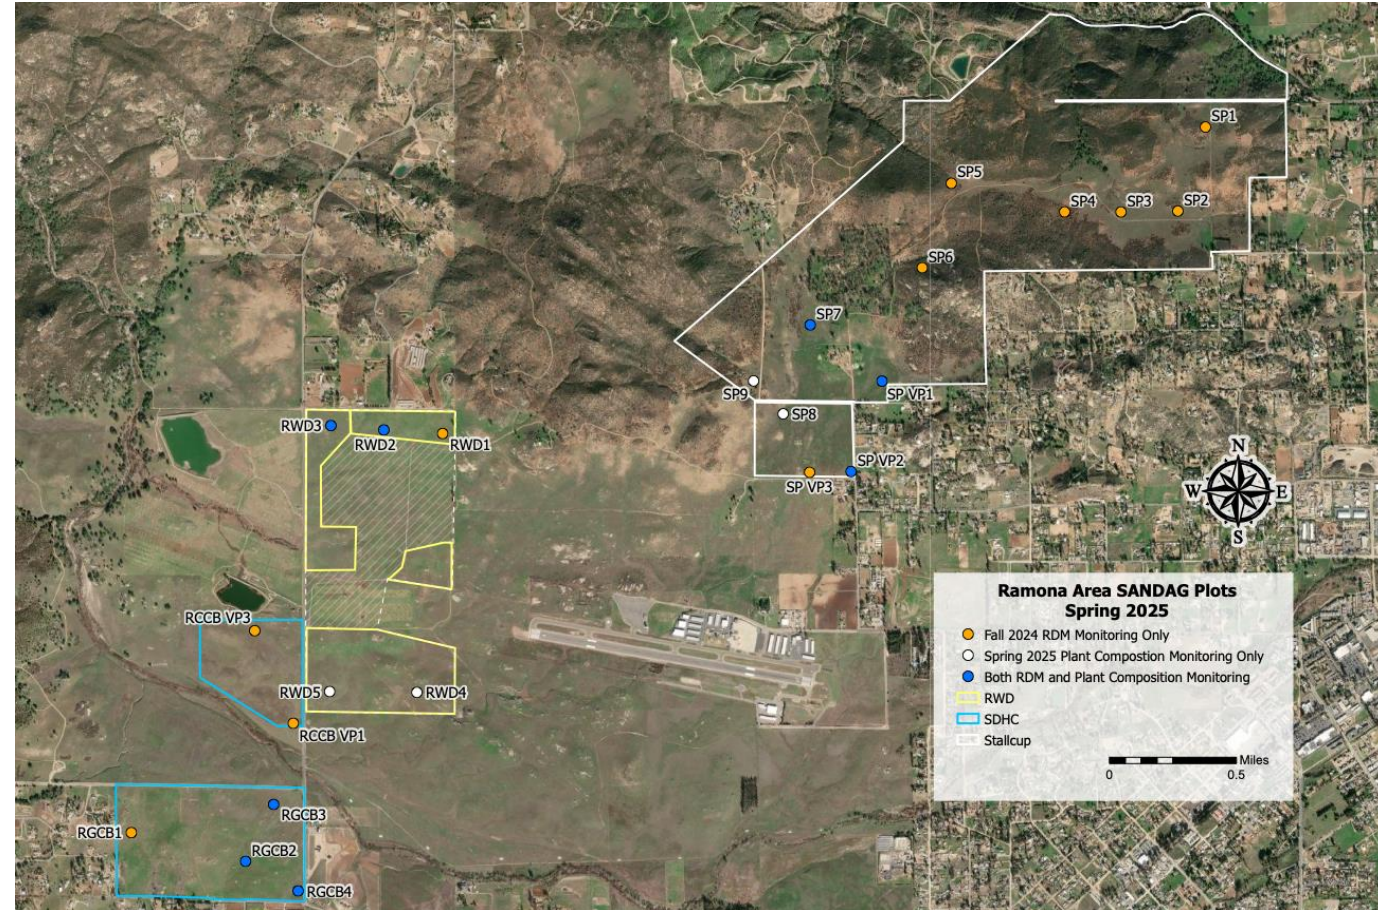 SP1
SP5
SP4
SP3
SP2
SP6
SP7
SP9
SP VP1
SP8
RWD3
RWD2
RWD1
SP VP2
SP VP3
N
W
E
S
RCCB VP3
RWD5
RWD4
RCCB VP1
RGCB3
RGCB1
RGCB2
RGCB4
Ramona Area SANDAG Plots
Spring 2025
Fall 2024 RDM Monitoring Only
Spring 2025 Plant Compostion Monitoring Only
Both RDM and Plant Composition Monitoring
RWD
SDHC
Stallcup
Miles
0 0.5